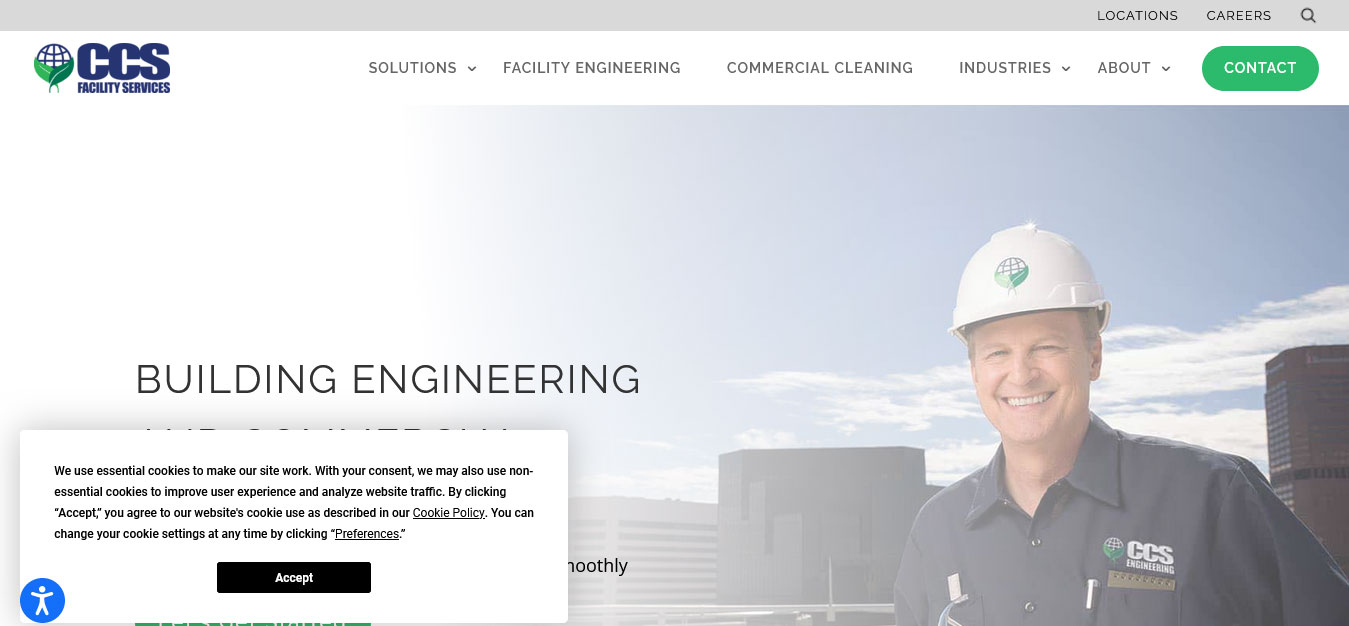 LOCATIONS
CAREERS
CCS
FACILITY SERVICES
SOLUTIONS
FACILITY ENGINEERING
COMMERCIAL CLEANING
INDUSTRIES
ABOUT
CONTACT
BUILDING ENGINEERING
We use essential cookies to make our site work. With your consent, we may also use non-
essential cookies to improve user experience and analyze website traffic. By clicking
“Accept,” you agree to our website's cookie use as described in our Cookie Policy. You can
change your cookie settings at any time by clicking “Preferences.”
Accept
Let's Get Started
CCS
ENGINEERING